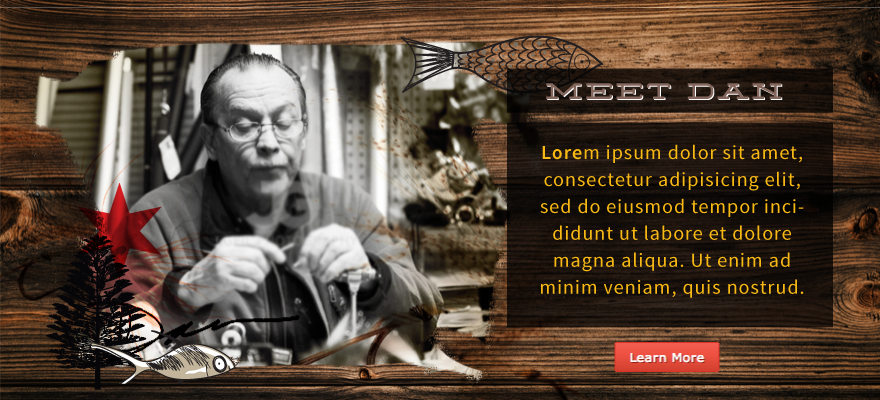 MEET DAN
Lorem ipsum dolor sit amet,
consectetur adipisicing elit,
sed do eiusmod tempor inci-
didunt ut labore et dolore
magna aliqua. Ut enim ad
minim veniam, quis nostrud.
Learn More
Dan